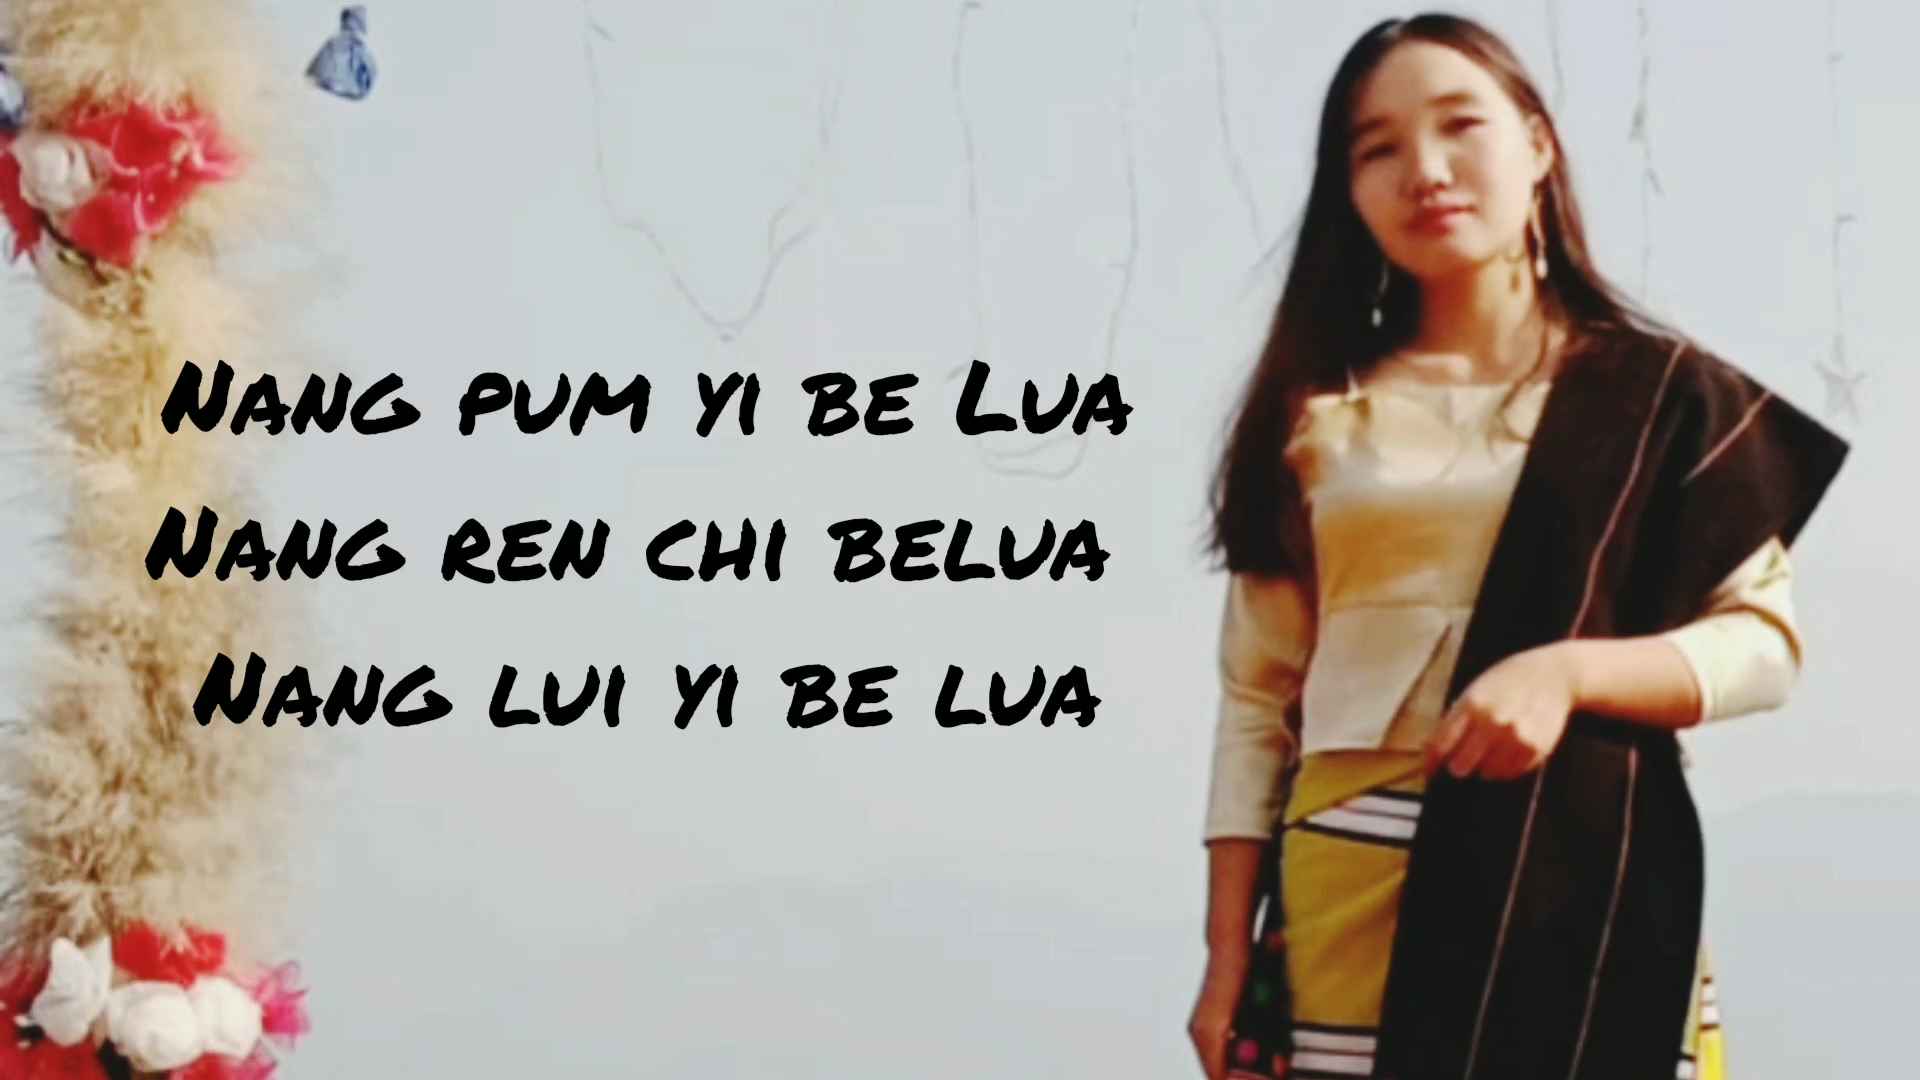 Nang pum yi be Lua
Nang ren chi belua
Nang lui yi be lua